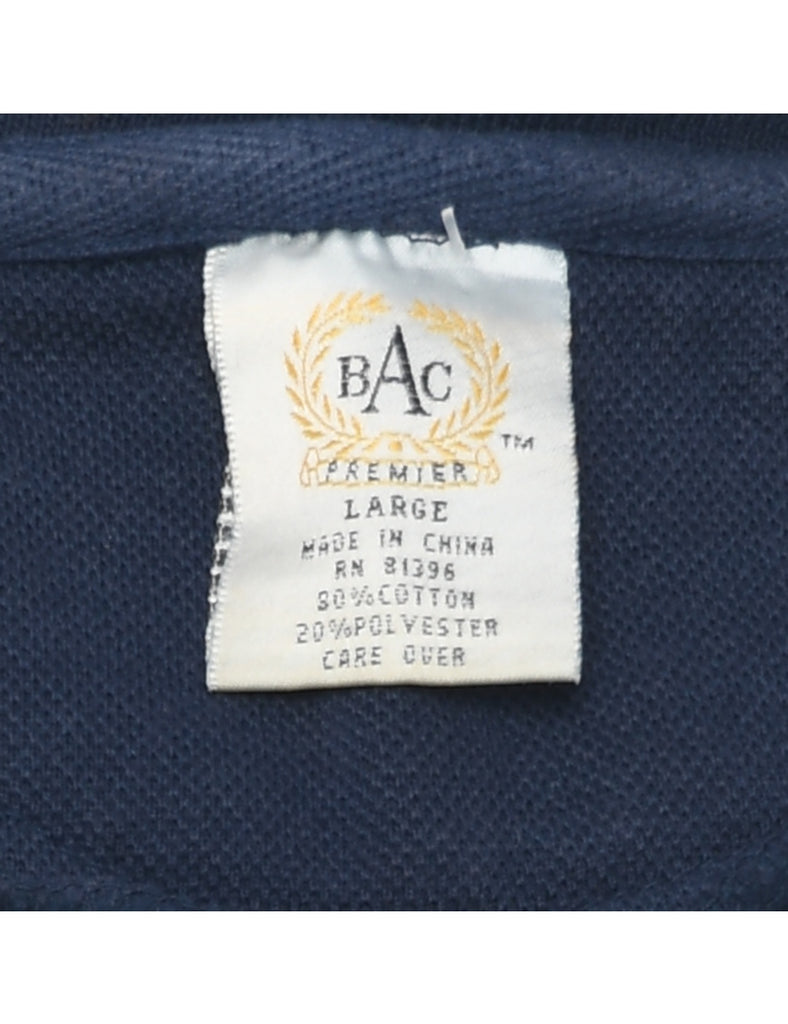 BAC
TM
PREMIER
LARGE
MADE IN CHINA
RN 81396
80%COTTON
20%POLYESTER
CARE OVER